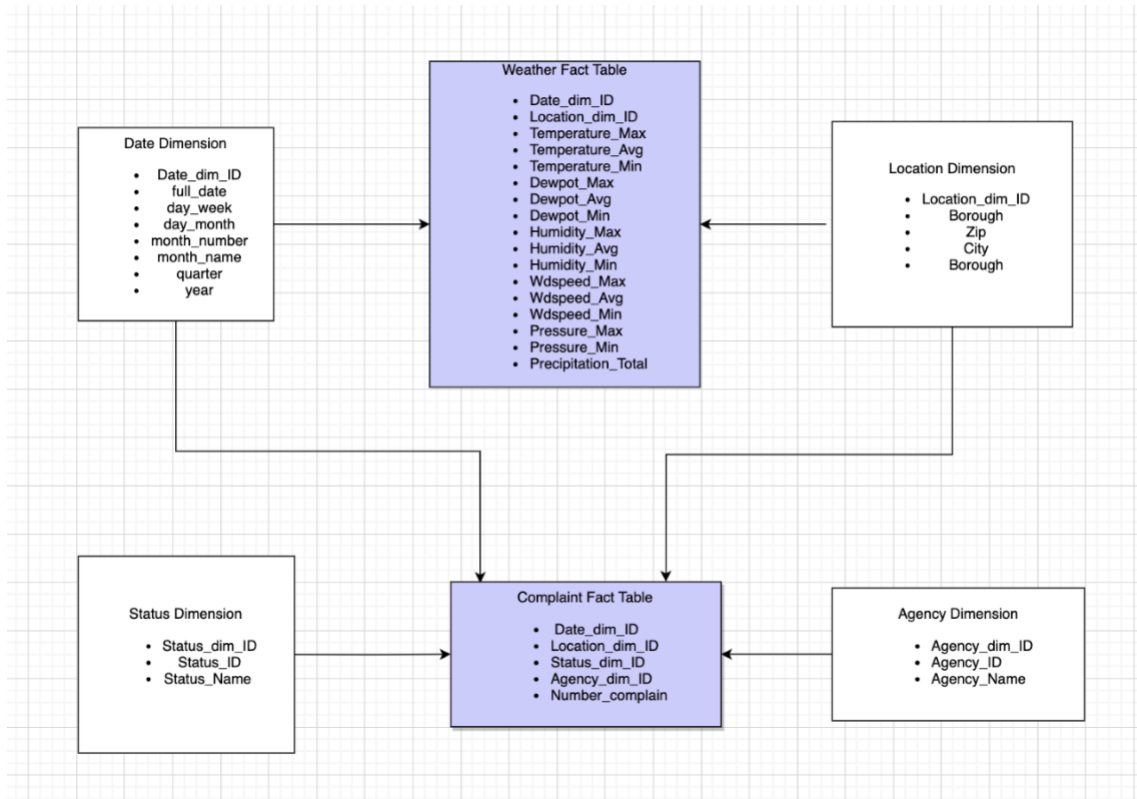 Weather Fact Table
• Date_dim_ID
• Location_dim_ID
• Temperature_Max
• Temperature_Avg
• Temperature_Min
• Dewpot_Max
• Dewpot_Avg
• Dewpot_Min
• Humidity_Max
• Humidity_Avg
• Humidity_Min
• Wdspeed_Max
• Wdspeed_Avg
• Wdspeed_Min
• Pressure_Max
• Pressure_Min
• Precipitation_Total
Date Dimension
• Date_dim_ID
• full_date
• day_week
• day_month
• month_number
• month_name
• quarter
• year
Location Dimension
• Location_dim_ID
• Borough
• Zip
• City
• Borough
Status Dimension
• Status_dim_ID
• Status_ID
• Status_Name
Complaint Fact Table
• Date_dim_ID
• Location_dim_ID
• Status_dim_ID
• Agency_dim_ID
• Number_complain
Agency Dimension
• Agency_dim_ID
• Agency_ID
• Agency_Name